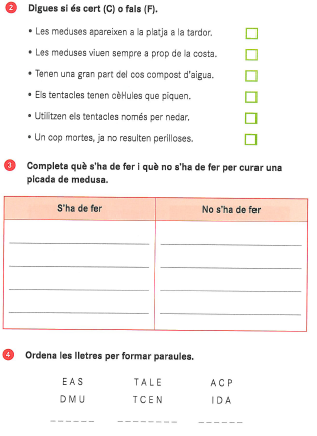 2 Digues si és cert (C) o fals (F).
• Les meduses apareixen a la platja a la tardor.
• Les meduses viuen sempre a prop de la costa.
• Tenen una gran part del cos compost d'aigua.
• Els tentacles tenen cèl·lules que piquen.
• Utilitzen els tentacles només per nedar.
• Un cop mortes, ja no resulten perilloses.
3 Completa què s'ha de fer i què no s'ha de fer per curar una
picada de medusa.
S'ha de fer No s'ha de fer
4 Ordena les lletres per formar paraules.
EAS TALE ACP
DMU TCEN IDA